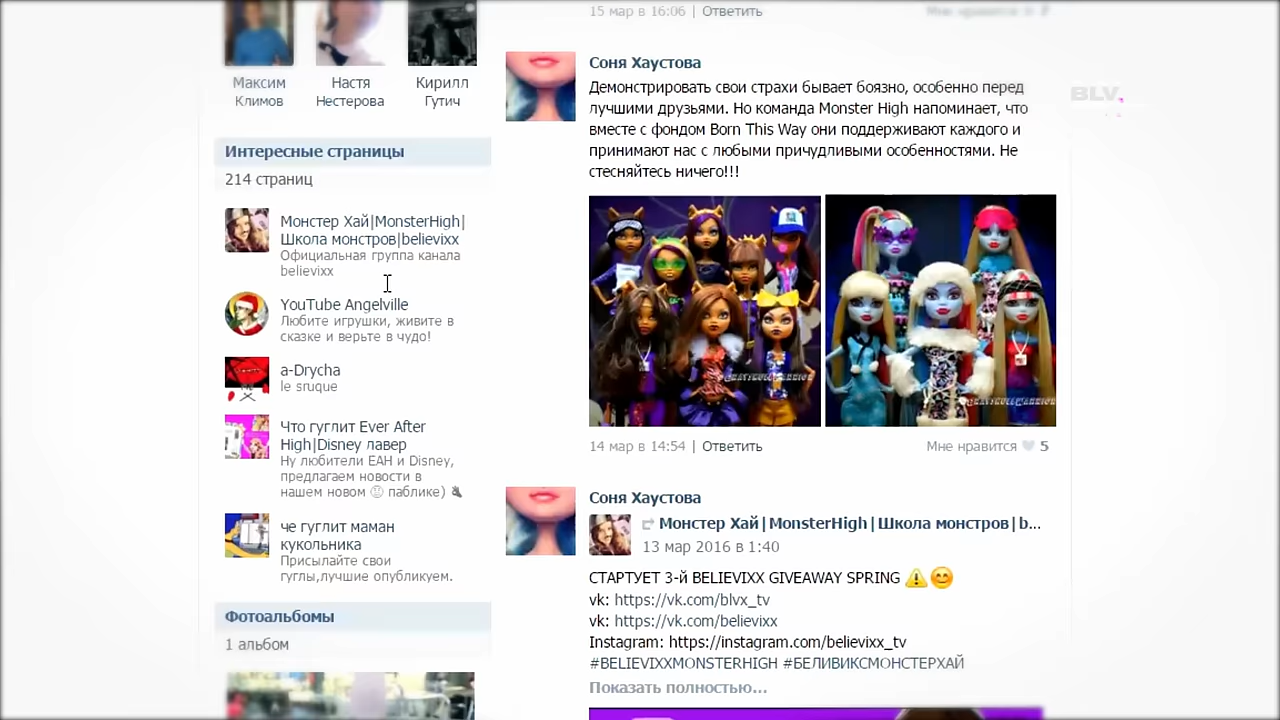 15 мар в 16:06 | Ответить
Максим
Климов
Настя
Нестерова
Кирилл
Гутич
Интересные страницы
214 страниц
Монстер Хай|MonsterHigh|
Школа монстров|believixx
Официальная группа канала
believixx
YouTube Angelville
Любите игрушки, живите в
сказке и верьте в чудо!
a-Drycha
le sruque
Что гуглит Ever After
High|Disney лавер
Ну любители EAH и Disney,
предлагаем новости в
нашем новом 🙂 паблике)
че гуглит маман
кукольника
Присылайте свои
гуглы,лучшие опубликуем.
Фотоальбомы
1 альбом
Соня Хаустова
Демонстрировать свои страхи бывает боязно, особенно перед
лучшими друзьями. Но команда Monster High напоминает, что
вместе с фондом Born This Way они поддерживают каждого и
принимают нас с любыми причудливыми особенностями. Не
стесняйтесь ничего!!!
14 мар в 14:54 | Ответить
Мне нравится 5
Соня Хаустова
Монстер Хай|MonsterHigh|Школа монстров|b...
13 мар 2016 в 1:40
СТАРТУЕТ 3-й BELIEVIXX GIVEAWAY SPRING ⚠😊
vk: https://vk.com/blvx_tv
vk: https://vk.com/believixx
Instagram: https://instagram.com/believixx_tv
#BELIEVIXXMONSTERHIGH #БЕЛИВИКСМОНСТЕРХАЙ
Показать полностью...
BLV.